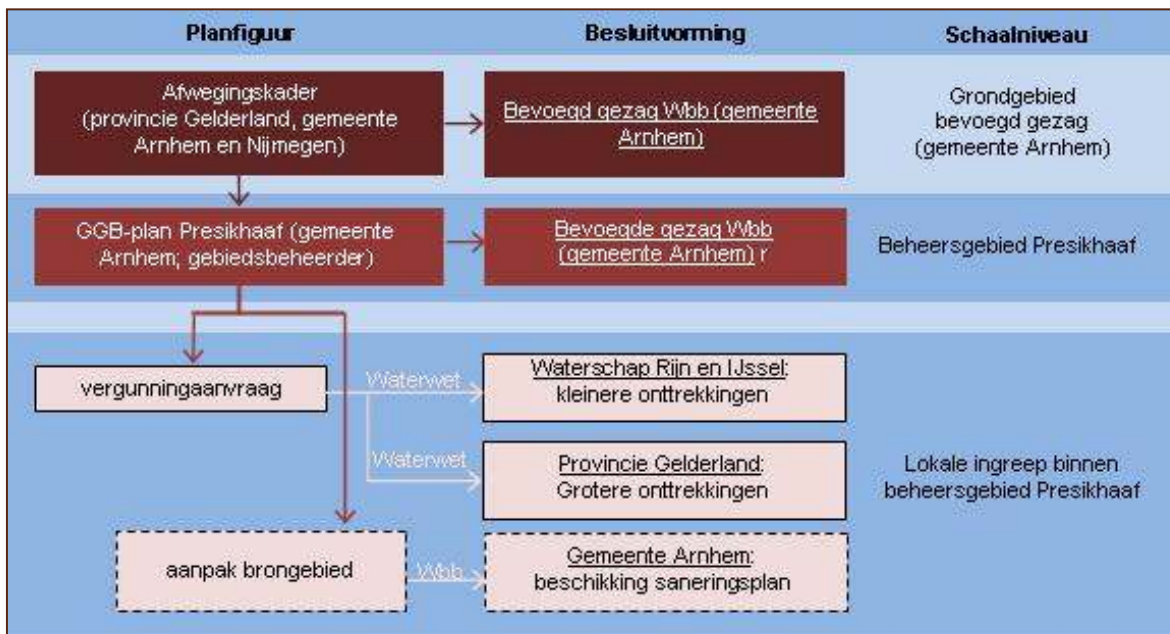 Planfiguur
Besluitvorming
Schaalniveau
Afwegingskader
(provincie Gelderland, gemeente
Arnhem en Nijmegen)
Bevoegd gezag Wbb (gemeente
Arnhem)
Grondgebied
bevoegd gezag
(gemeente Arnhem)
GGB-plan Presikhaaf (gemeente
Arnhem; gebiedsbeheerder)
Bevoegde gezag Wbb
(gemeente Arnhem) r
Beheersgebied Presikhaaf
vergunningaanvraag
Waterwet
Waterschap Rijn en IJssel:
kleinere onttrekkingen
Waterwet
Provincie Gelderland:
Grotere onttrekkingen
Lokale ingreep binnen
beheersgebied Presikhaaf
aanpak brongebied
Wbb
Gemeente Arnhem:
beschikking saneringsplan